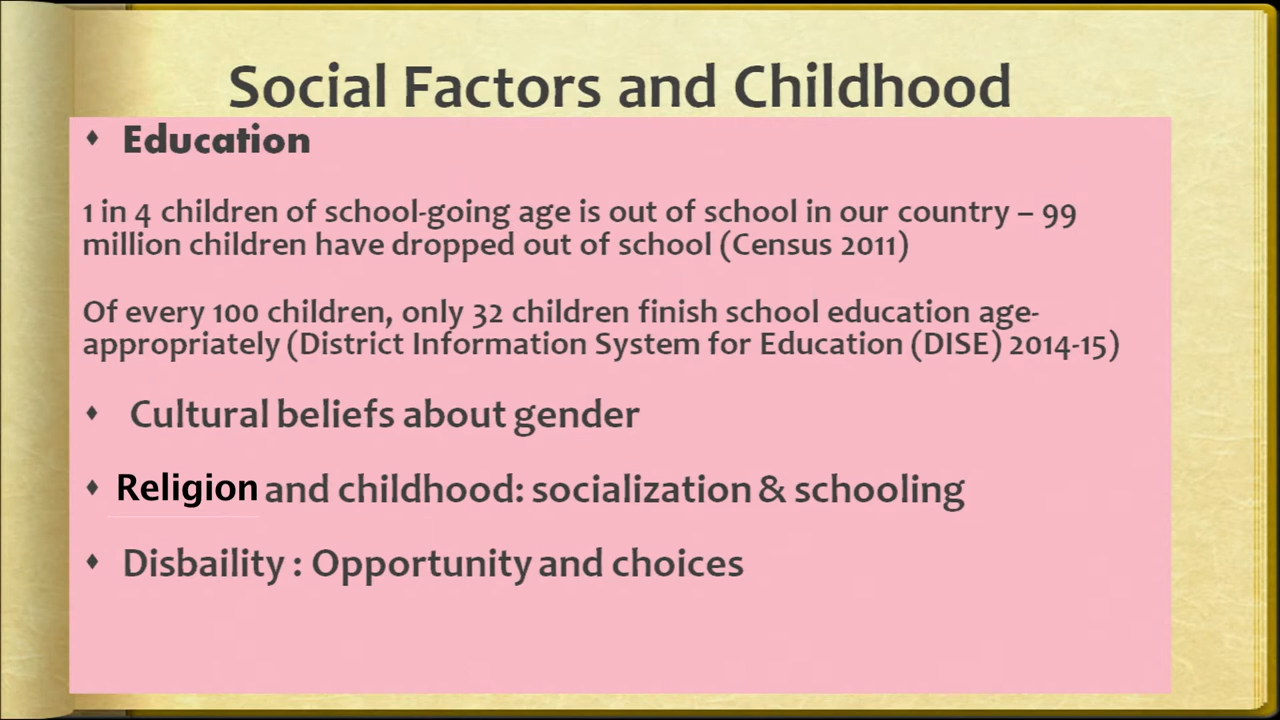 Social Factors and Childhood
♦ Education
1 in 4 children of school-going age is out of school in our country – 99
million children have dropped out of school (Census 2011)
Of every 100 children, only 32 children finish school education age-
appropriately (District Information System for Education (DISE) 2014-15)
♦ Cultural beliefs about gender
♦ Religion and childhood: socialization & schooling
♦ Disbaility : Opportunity and choices